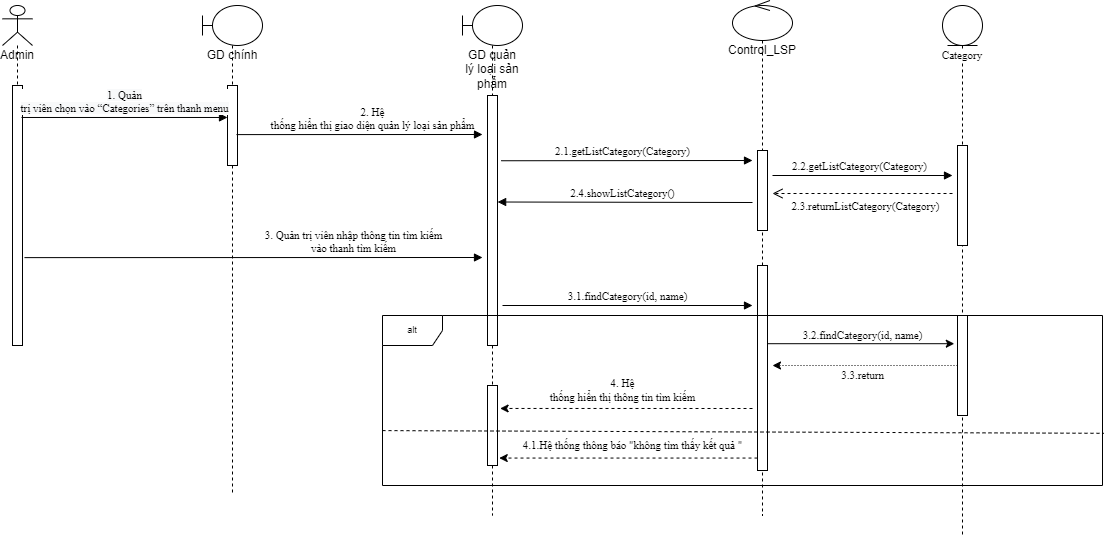 Admin
GD chính
GD quản
lý loại sản
phẩm
Control_LSP
Category
1. Quản
trị viên chọn vào “Categories” trên thanh menu
2. Hệ
thống hiển thị giao diện quản lý loại sản phẩm
2.1.getListCategory(Category)
2.2.getListCategory(Category)
2.4.showListCategory()
2.3.returnListCategory(Category)
3. Quản trị viên nhập thông tin tìm kiếm
vào thanh tìm kiếm
3.1.findCategory(id, name)
alt
3.2.findCategory(id, name)
3.3.return
4. Hệ
thống hiển thị thông tin tìm kiếm
4.1.Hệ thống thông báo "không tìm thấy kết quả "